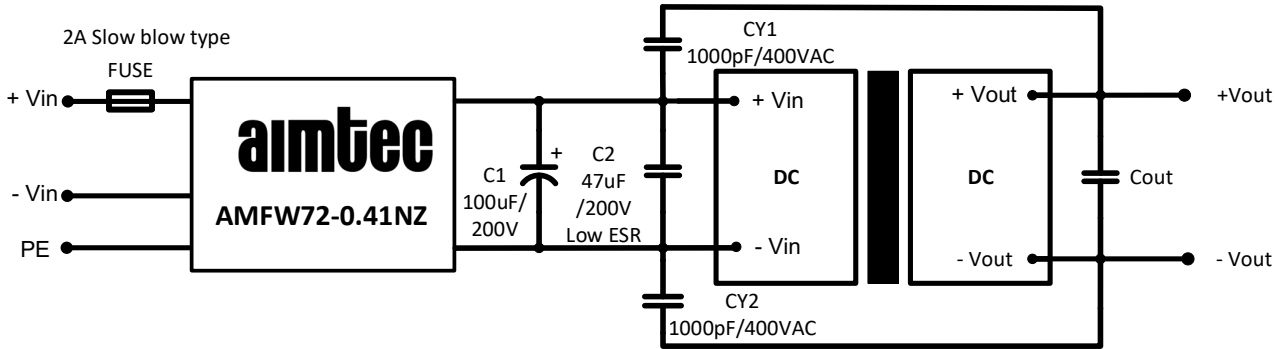 2A Slow blow type
FUSE
+ Vin
- Vin
PE
aimtec
AMFW72-0.41NZ
C1
100uF/
200V
+
C2
47uF
/200V
Low ESR
CY1
1000pF/400VAC
CY2
1000pF/400VAC
+ Vin
DC
- Vin
+ Vout
DC
- Vout
Cout
+Vout
- Vout